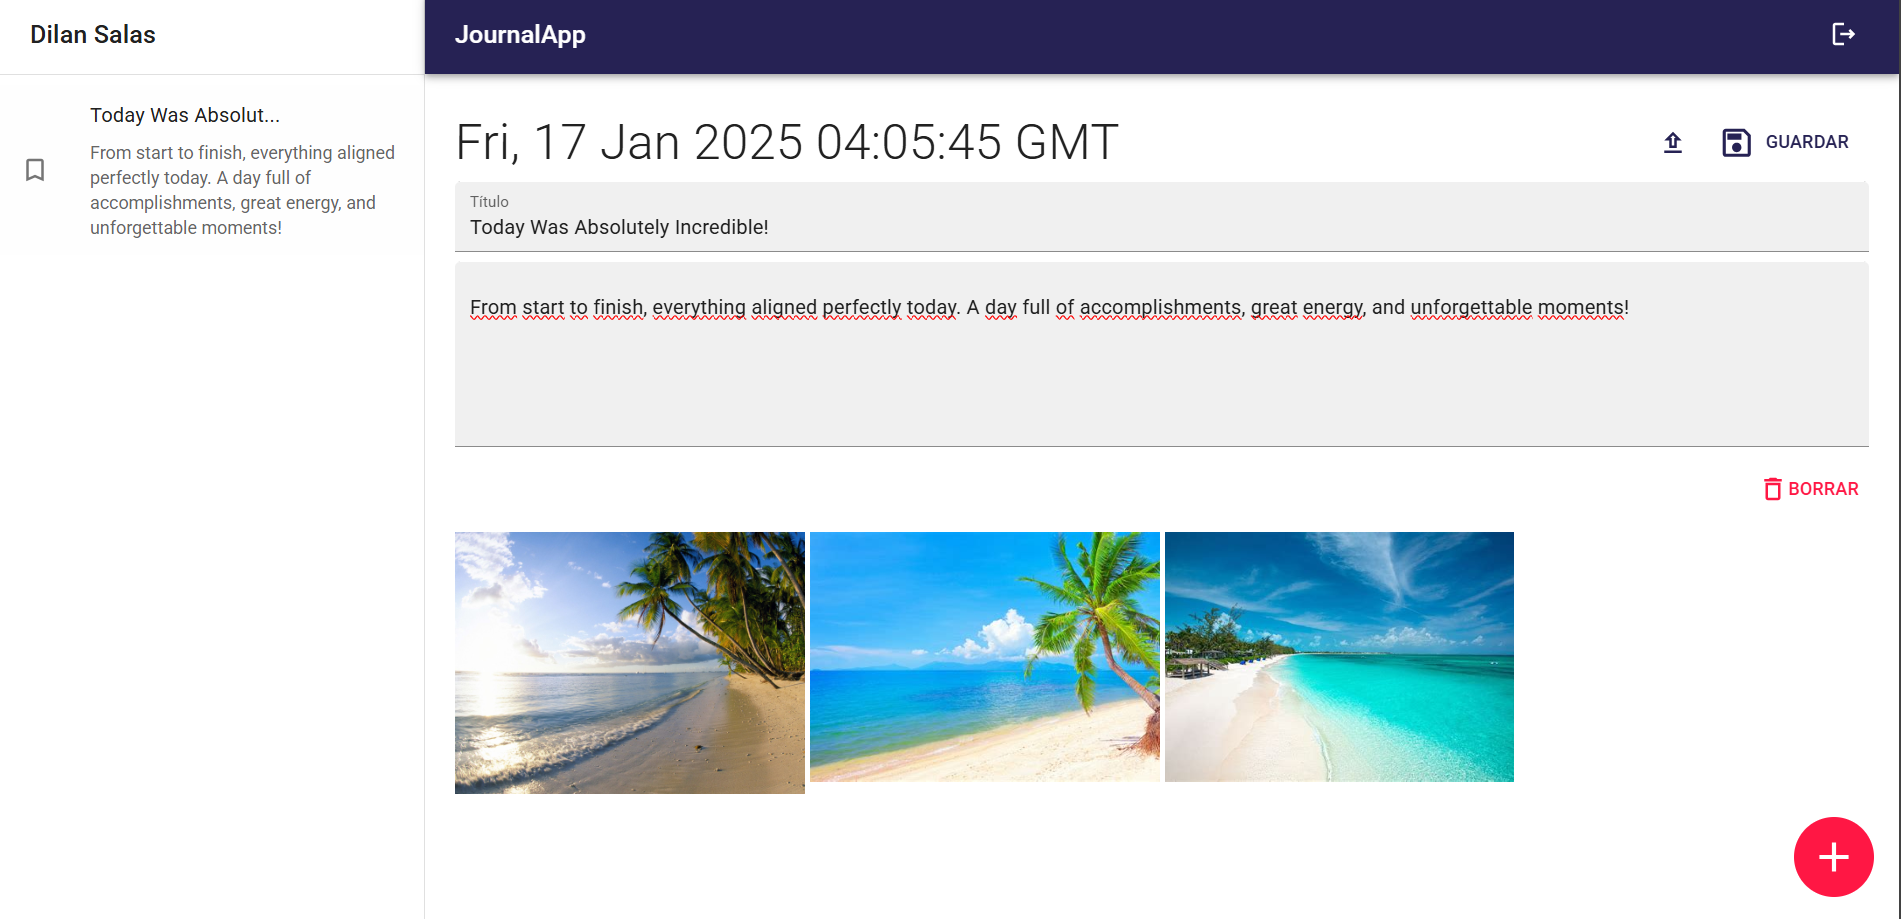 Dilan Salas
JournalApp
Today Was Absolut...
From start to finish, everything aligned
perfectly today. A day full of
accomplishments, great energy, and
unforgettable moments!
Fri, 17 Jan 2025 04:05:45 GMT
GUARDAR
Título
Today Was Absolutely Incredible!
From start to finish, everything aligned perfectly today. A day full of accomplishments, great energy, and unforgettable moments!
BORRAR